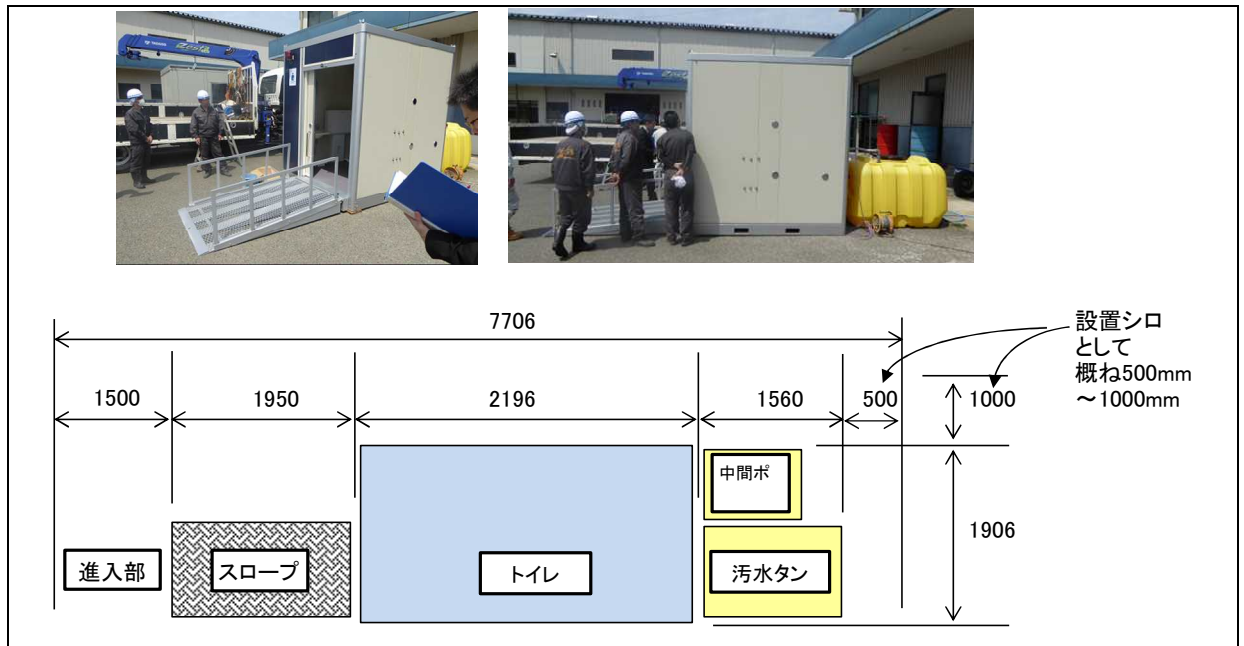 7706
1500
1950
2196
1560
500
1000
設置シロ
として
概ね500mm
～1000mm
中間ポ
1906
進入部
スロープ
トイレ
汚水タン